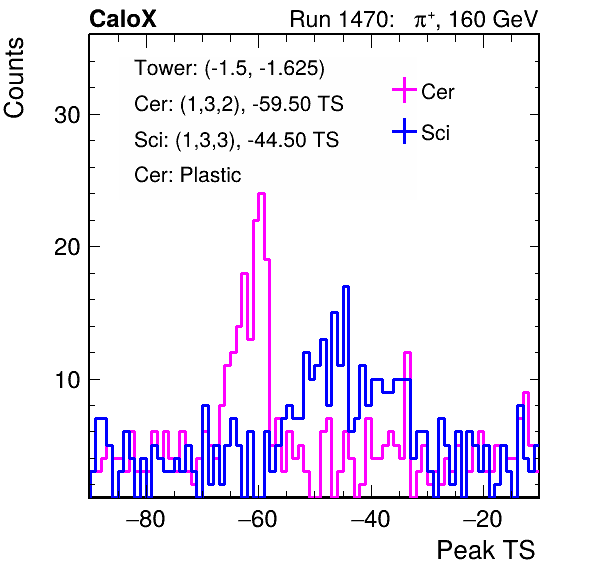 CaloX Run 1470: π⁺, 160 GeV
Counts
Tower: (-1.5, -1.625)
Cer: (1,3,2), -59.50 TS
Sci: (1,3,3), -44.50 TS
Cer: Plastic
Cer
Sci
30
20
10
−80 −60 −40 −20
Peak TS